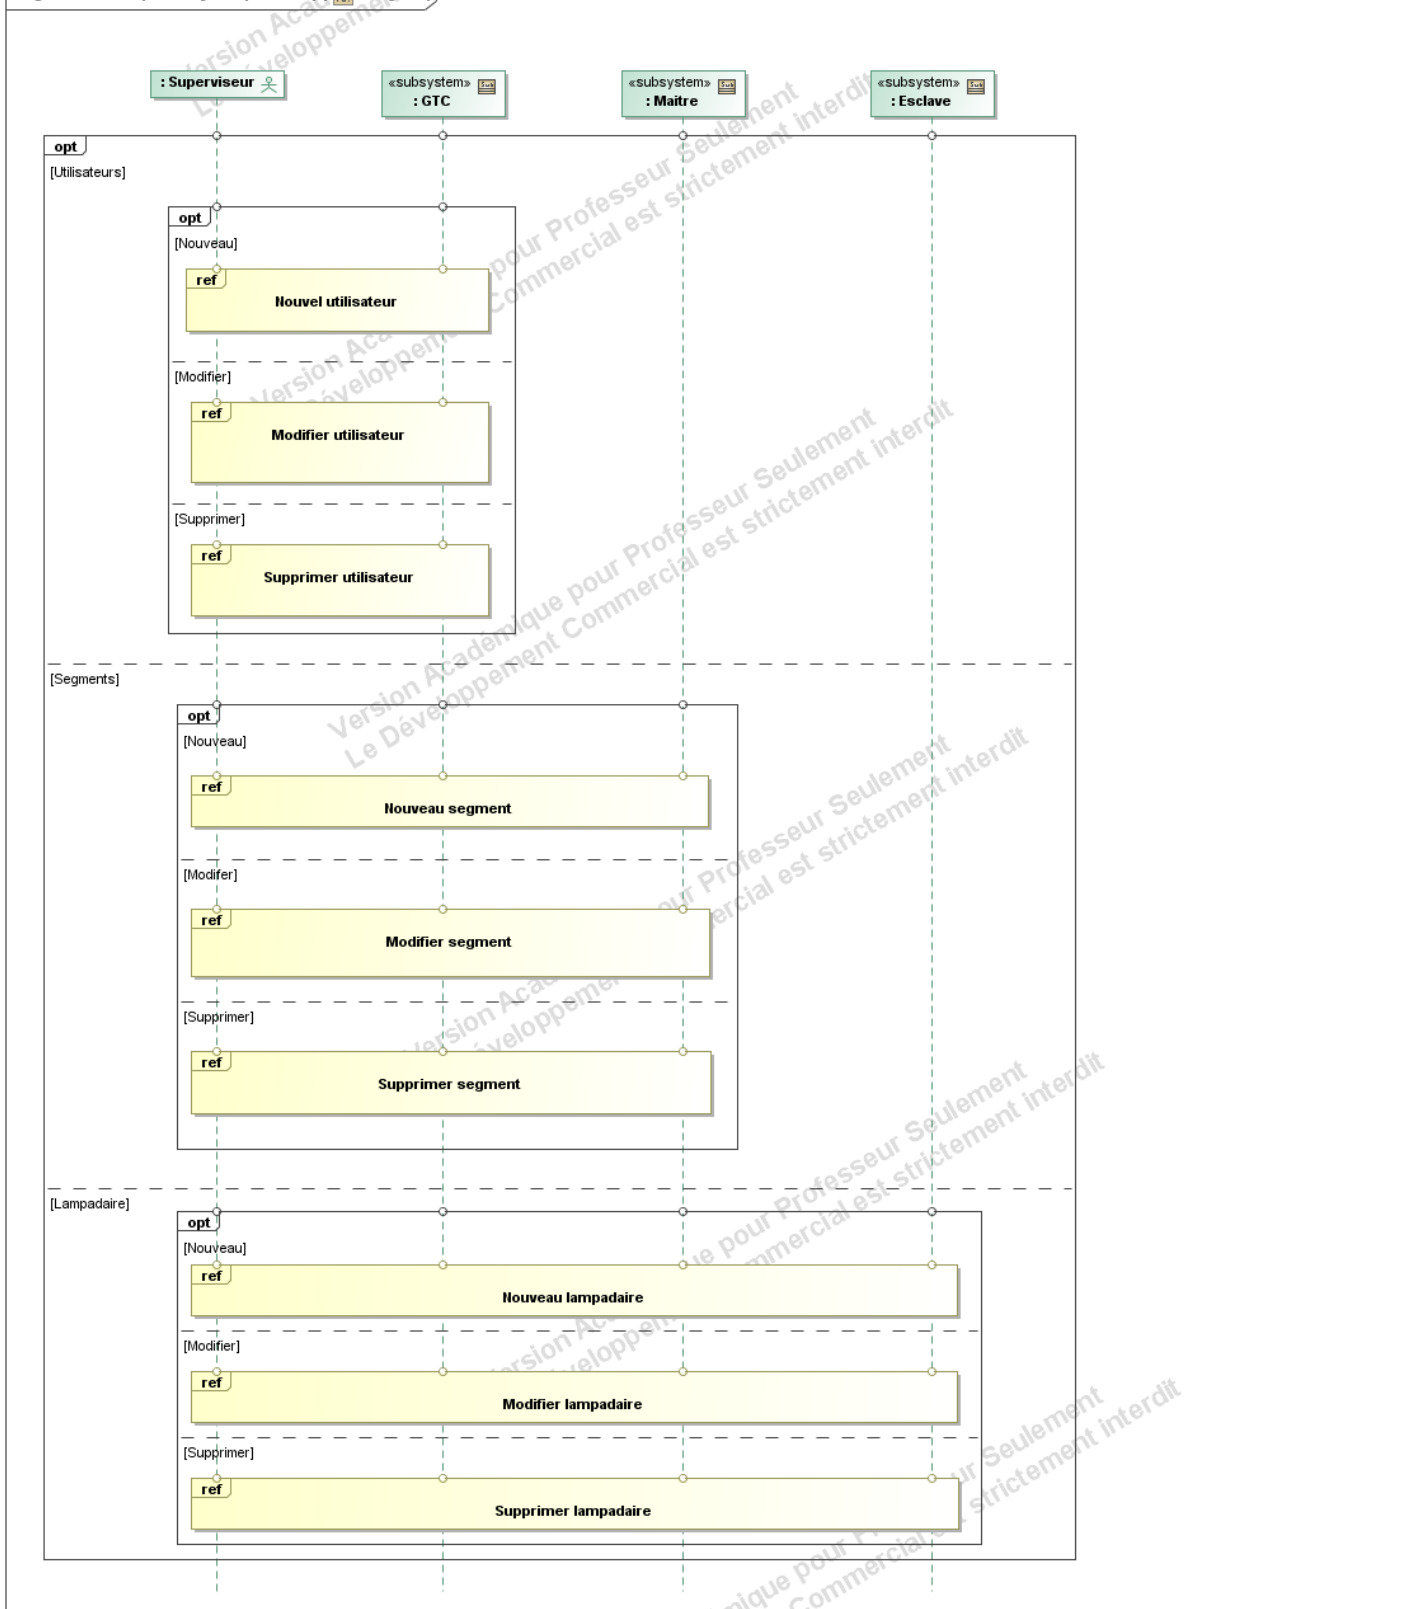 : Superviseur
«subsystem»
: GTC
«subsystem»
: Maitre
«subsystem»
: Esclave
opt
[Utilisateurs]
opt
[Nouveau]
ref
Nouvel utilisateur
[Modifier]
ref
Modifier utilisateur
[Supprimer]
ref
Supprimer utilisateur
[Segments]
opt
[Nouveau]
ref
Nouveau segment
[Modifer]
ref
Modifier segment
[Supprimer]
ref
Supprimer segment
[Lampadaire]
opt
[Nouveau]
ref
Nouveau lampadaire
[Modifier]
ref
Modifier lampadaire
[Supprimer]
ref
Supprimer lampadaire
Version Académique pour Professeur Seulement
Le Développement Commercial est strictement interdit